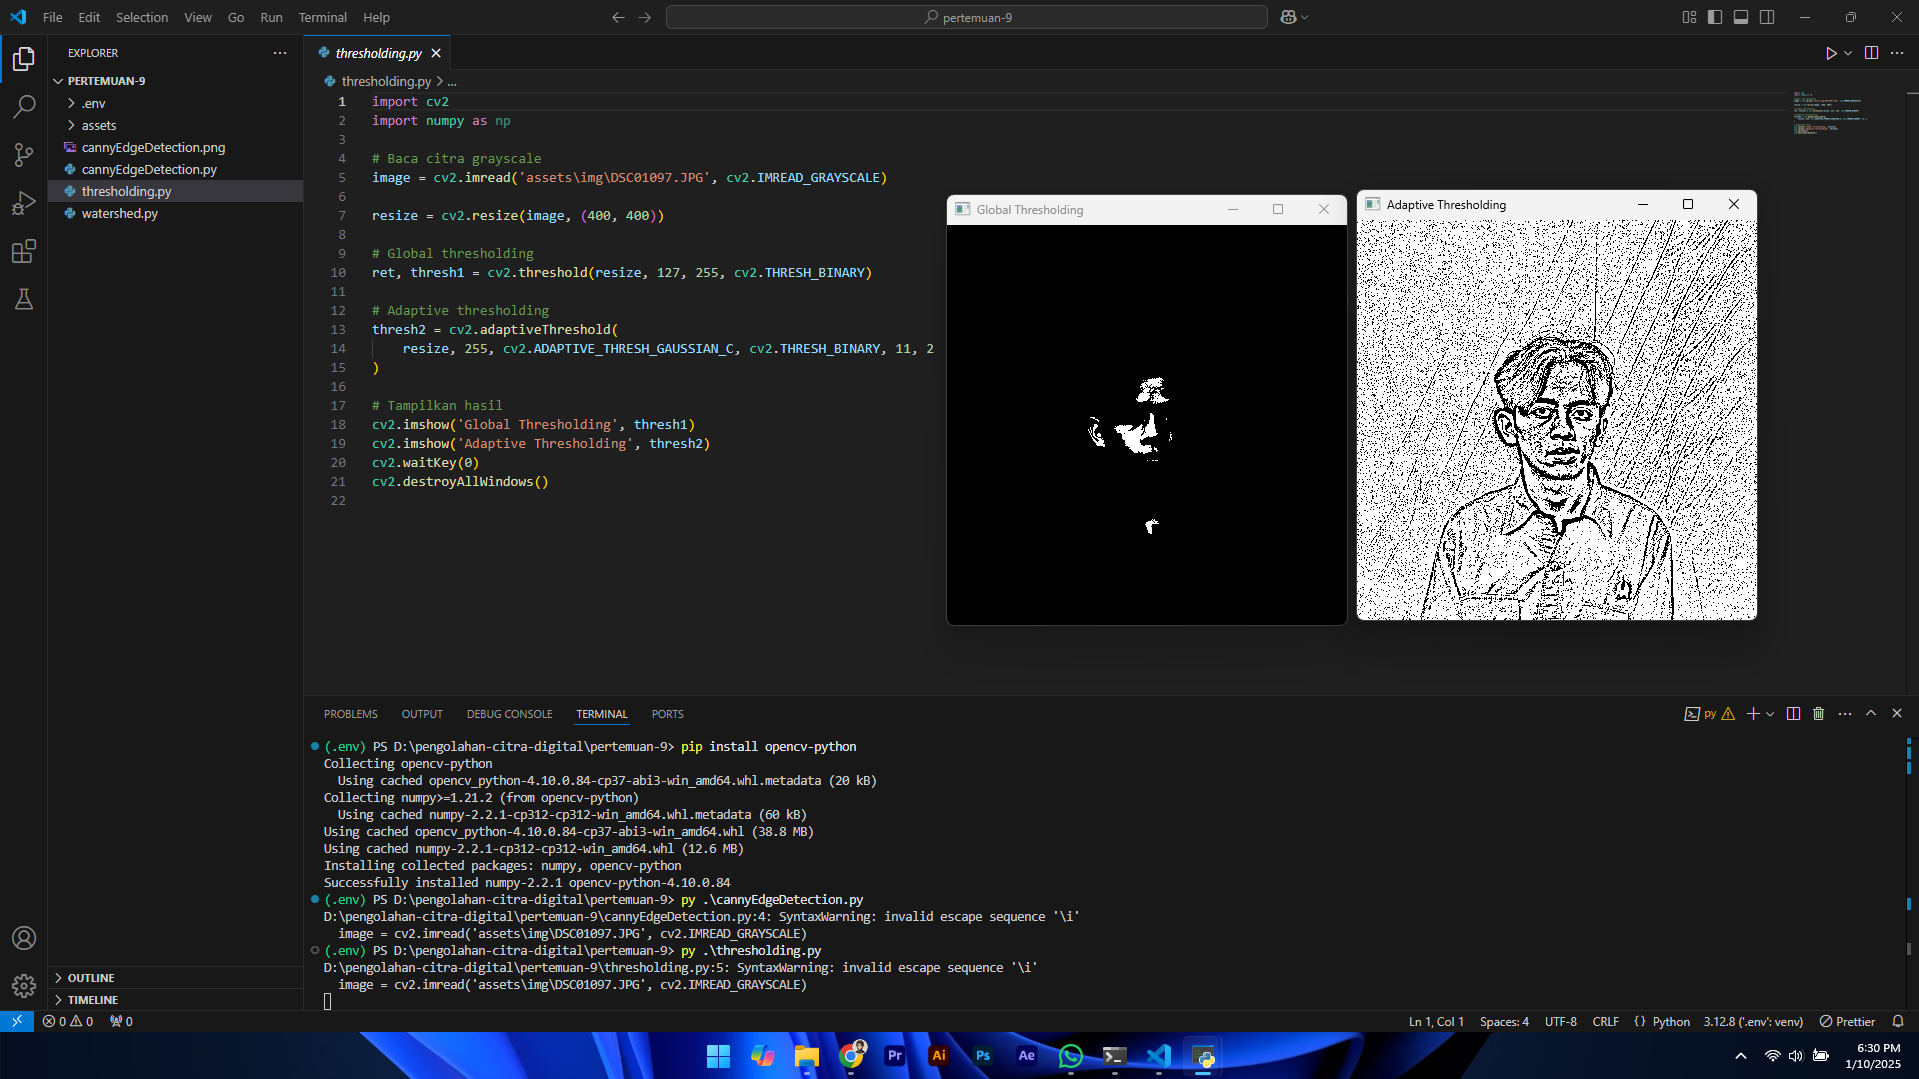 File Edit Selection View Go Run Terminal Help
pertemuan-9
EXPLORER
PERTEMUAN-9
.env
assets
cannyEdgeDetection.png
cannyEdgeDetection.py
thresholding.py
watershed.py
OUTLINE
TIMELINE
thresholding.py
thresholding.py > ...
1 import cv2
2 import numpy as np
3
4 # Baca citra grayscale
5 image = cv2.imread('assets\img\DSC01097.JPG', cv2.IMREAD_GRAYSCALE)
6
7 resize = cv2.resize(image, (400, 400))
8
9 # Global thresholding
10 ret, thresh1 = cv2.threshold(resize, 127, 255, cv2.THRESH_BINARY)
11
12 # Adaptive thresholding
13 thresh2 = cv2.adaptiveThreshold(
14 resize, 255, cv2.ADAPTIVE_THRESH_GAUSSIAN_C, cv2.THRESH_BINARY, 11, 2
15 )
16
17 # Tampilkan hasil
18 cv2.imshow('Global Thresholding', thresh1)
19 cv2.imshow('Adaptive Thresholding', thresh2)
20 cv2.waitKey(0)
21 cv2.destroyAllWindows()
22
Global Thresholding
Adaptive Thresholding
PROBLEMS OUTPUT DEBUG CONSOLE TERMINAL PORTS
py
(.env) PS D:\pengolahan-citra-digital\pertemuan-9> pip install opencv-python
Collecting opencv-python
Using cached opencv_python-4.10.0.84-cp37-abi3-win_amd64.whl.metadata (20 kB)
Collecting numpy>=1.21.2 (from opencv-python)
Using cached numpy-2.2.1-cp312-cp312-win_amd64.whl.metadata (60 kB)
Using cached opencv_python-4.10.0.84-cp37-abi3-win_amd64.whl (38.8 MB)
Using cached numpy-2.2.1-cp312-cp312-win_amd64.whl (12.6 MB)
Installing collected packages: numpy, opencv-python
Successfully installed numpy-2.2.1 opencv-python-4.10.0.84
(.env) PS D:\pengolahan-citra-digital\pertemuan-9> py .\cannyEdgeDetection.py
D:\pengolahan-citra-digital\pertemuan-9\cannyEdgeDetection.py:4: SyntaxWarning: invalid escape sequence '\i'
image = cv2.imread('assets\img\DSC01097.JPG', cv2.IMREAD_GRAYSCALE)
(.env) PS D:\pengolahan-citra-digital\pertemuan-9> py .\thresholding.py
D:\pengolahan-citra-digital\pertemuan-9\thresholding.py:5: SyntaxWarning: invalid escape sequence '\i'
image = cv2.imread('assets\img\DSC01097.JPG', cv2.IMREAD_GRAYSCALE)
0 0 0
Ln 1, Col 1 Spaces: 4 UTF-8 CRLF {} Python 3.12.8 ('.env': venv) Prettier
Pr Ai Ps Ae
6:30 PM
1/10/2025